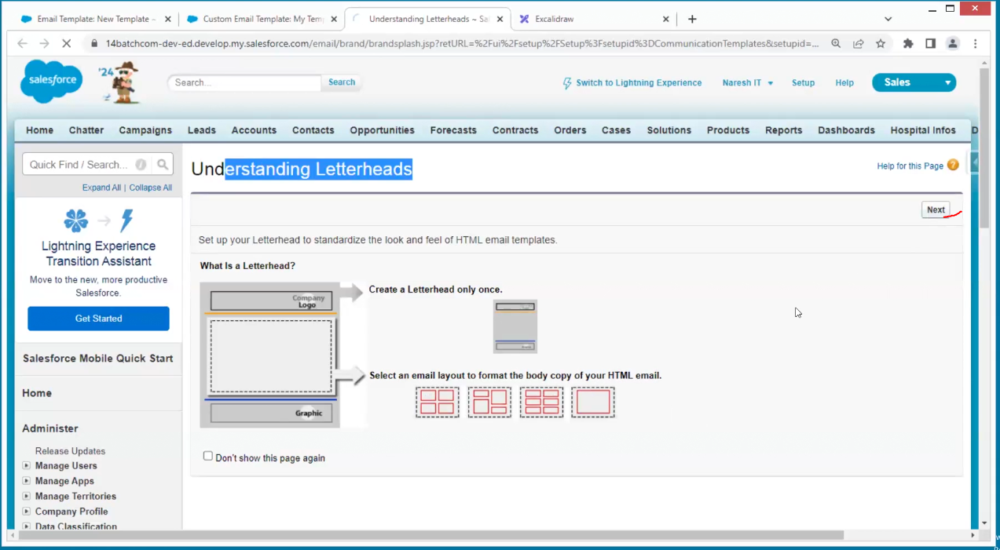 Email Template: New Template ~
Custom Email Template: My Tem
Understanding Letterheads ~ Sa
Excalidraw
14batchcom-dev-ed.develop.my.salesforce.com/email/brand/brandsplash.jsp?retURL=%2Fui%2Fsetup%2FSetup%3Fsetupid%3DCommunicationTemplates&setupid=...
salesforce
'24
Search...
Search
Switch to Lightning Experience
Naresh IT
Setup
Help
Sales
Home
Chatter
Campaigns
Leads
Accounts
Contacts
Opportunities
Forecasts
Contracts
Orders
Cases
Solutions
Products
Reports
Dashboards
Hospital Infos
D
Quick Find / Search...
Expand All | Collapse All
Lightning Experience
Transition Assistant
Move to the new, more productive
Salesforce.
Get Started
Salesforce Mobile Quick Start
Home
Administer
Release Updates
Manage Users
Manage Apps
Manage Territories
Company Profile
Data Classification
Understanding Letterheads
Help for this Page
Next
Set up your Letterhead to standardize the look and feel of HTML email templates.
What Is a Letterhead?
Company
Logo
Graphic
Create a Letterhead only once.
Select an email layout to format the body copy of your HTML email.
Don't show this page again